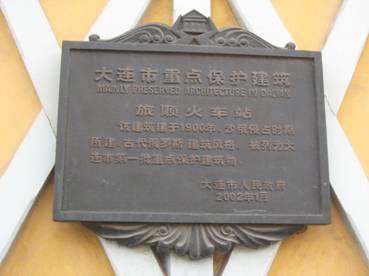 大连市重点保护建筑
MAINLY PRESERVED ARCHITECTURE IN DALIAN
旅顺火车站
该建筑建于1900年，沙俄侵占时期
所建，古代俄罗斯建筑风格，被列为大
连市第一批重点保护建筑物。
大连市人民政府
2002年1月